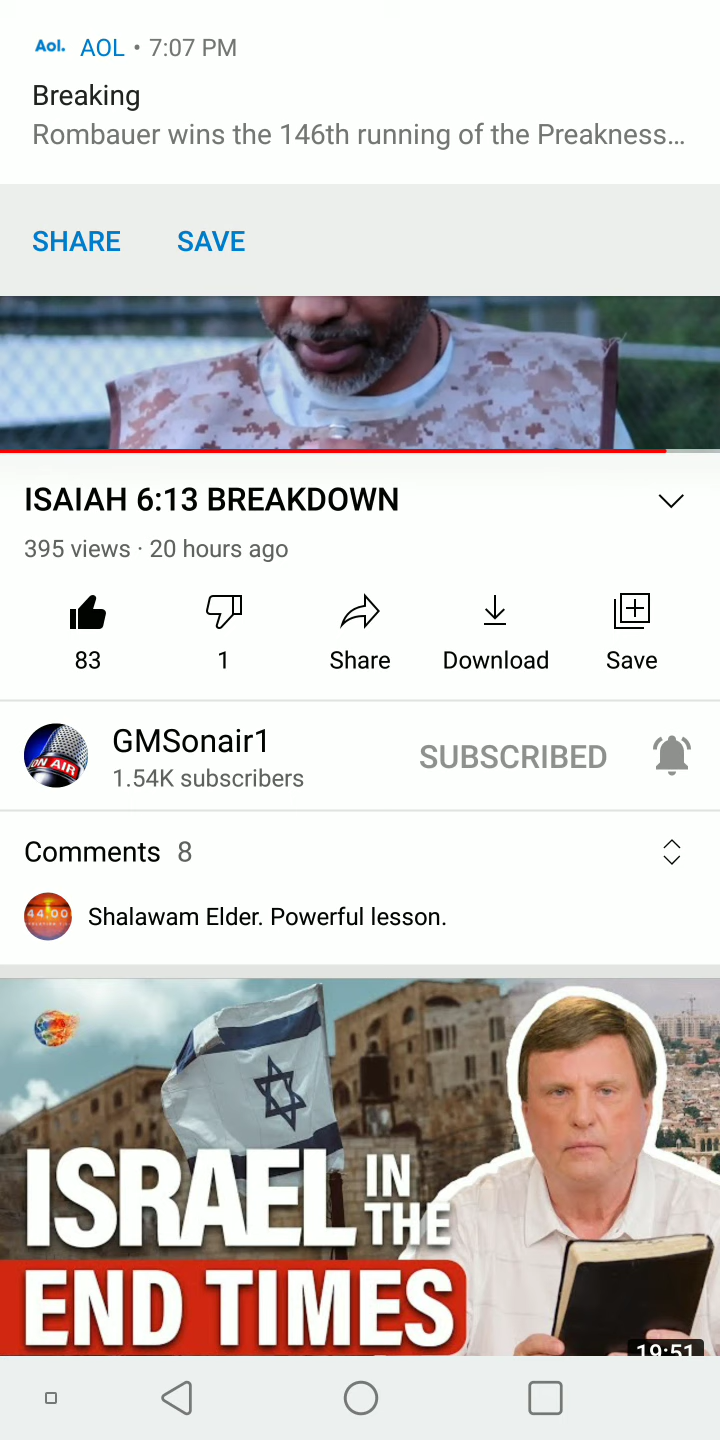 Aol. AOL • 7:07 PM
Breaking
Rombauer wins the 146th running of the Preakness...
SHARE SAVE
ISAIAH 6:13 BREAKDOWN
395 views · 20 hours ago
83 1 Share Download Save
ON AIR
GMSonair1
1.54K subscribers
SUBSCRIBED
Comments 8
44:00
Shalawam Elder. Powerful lesson.
ISRAEL IN THE
END TIMES
19:51